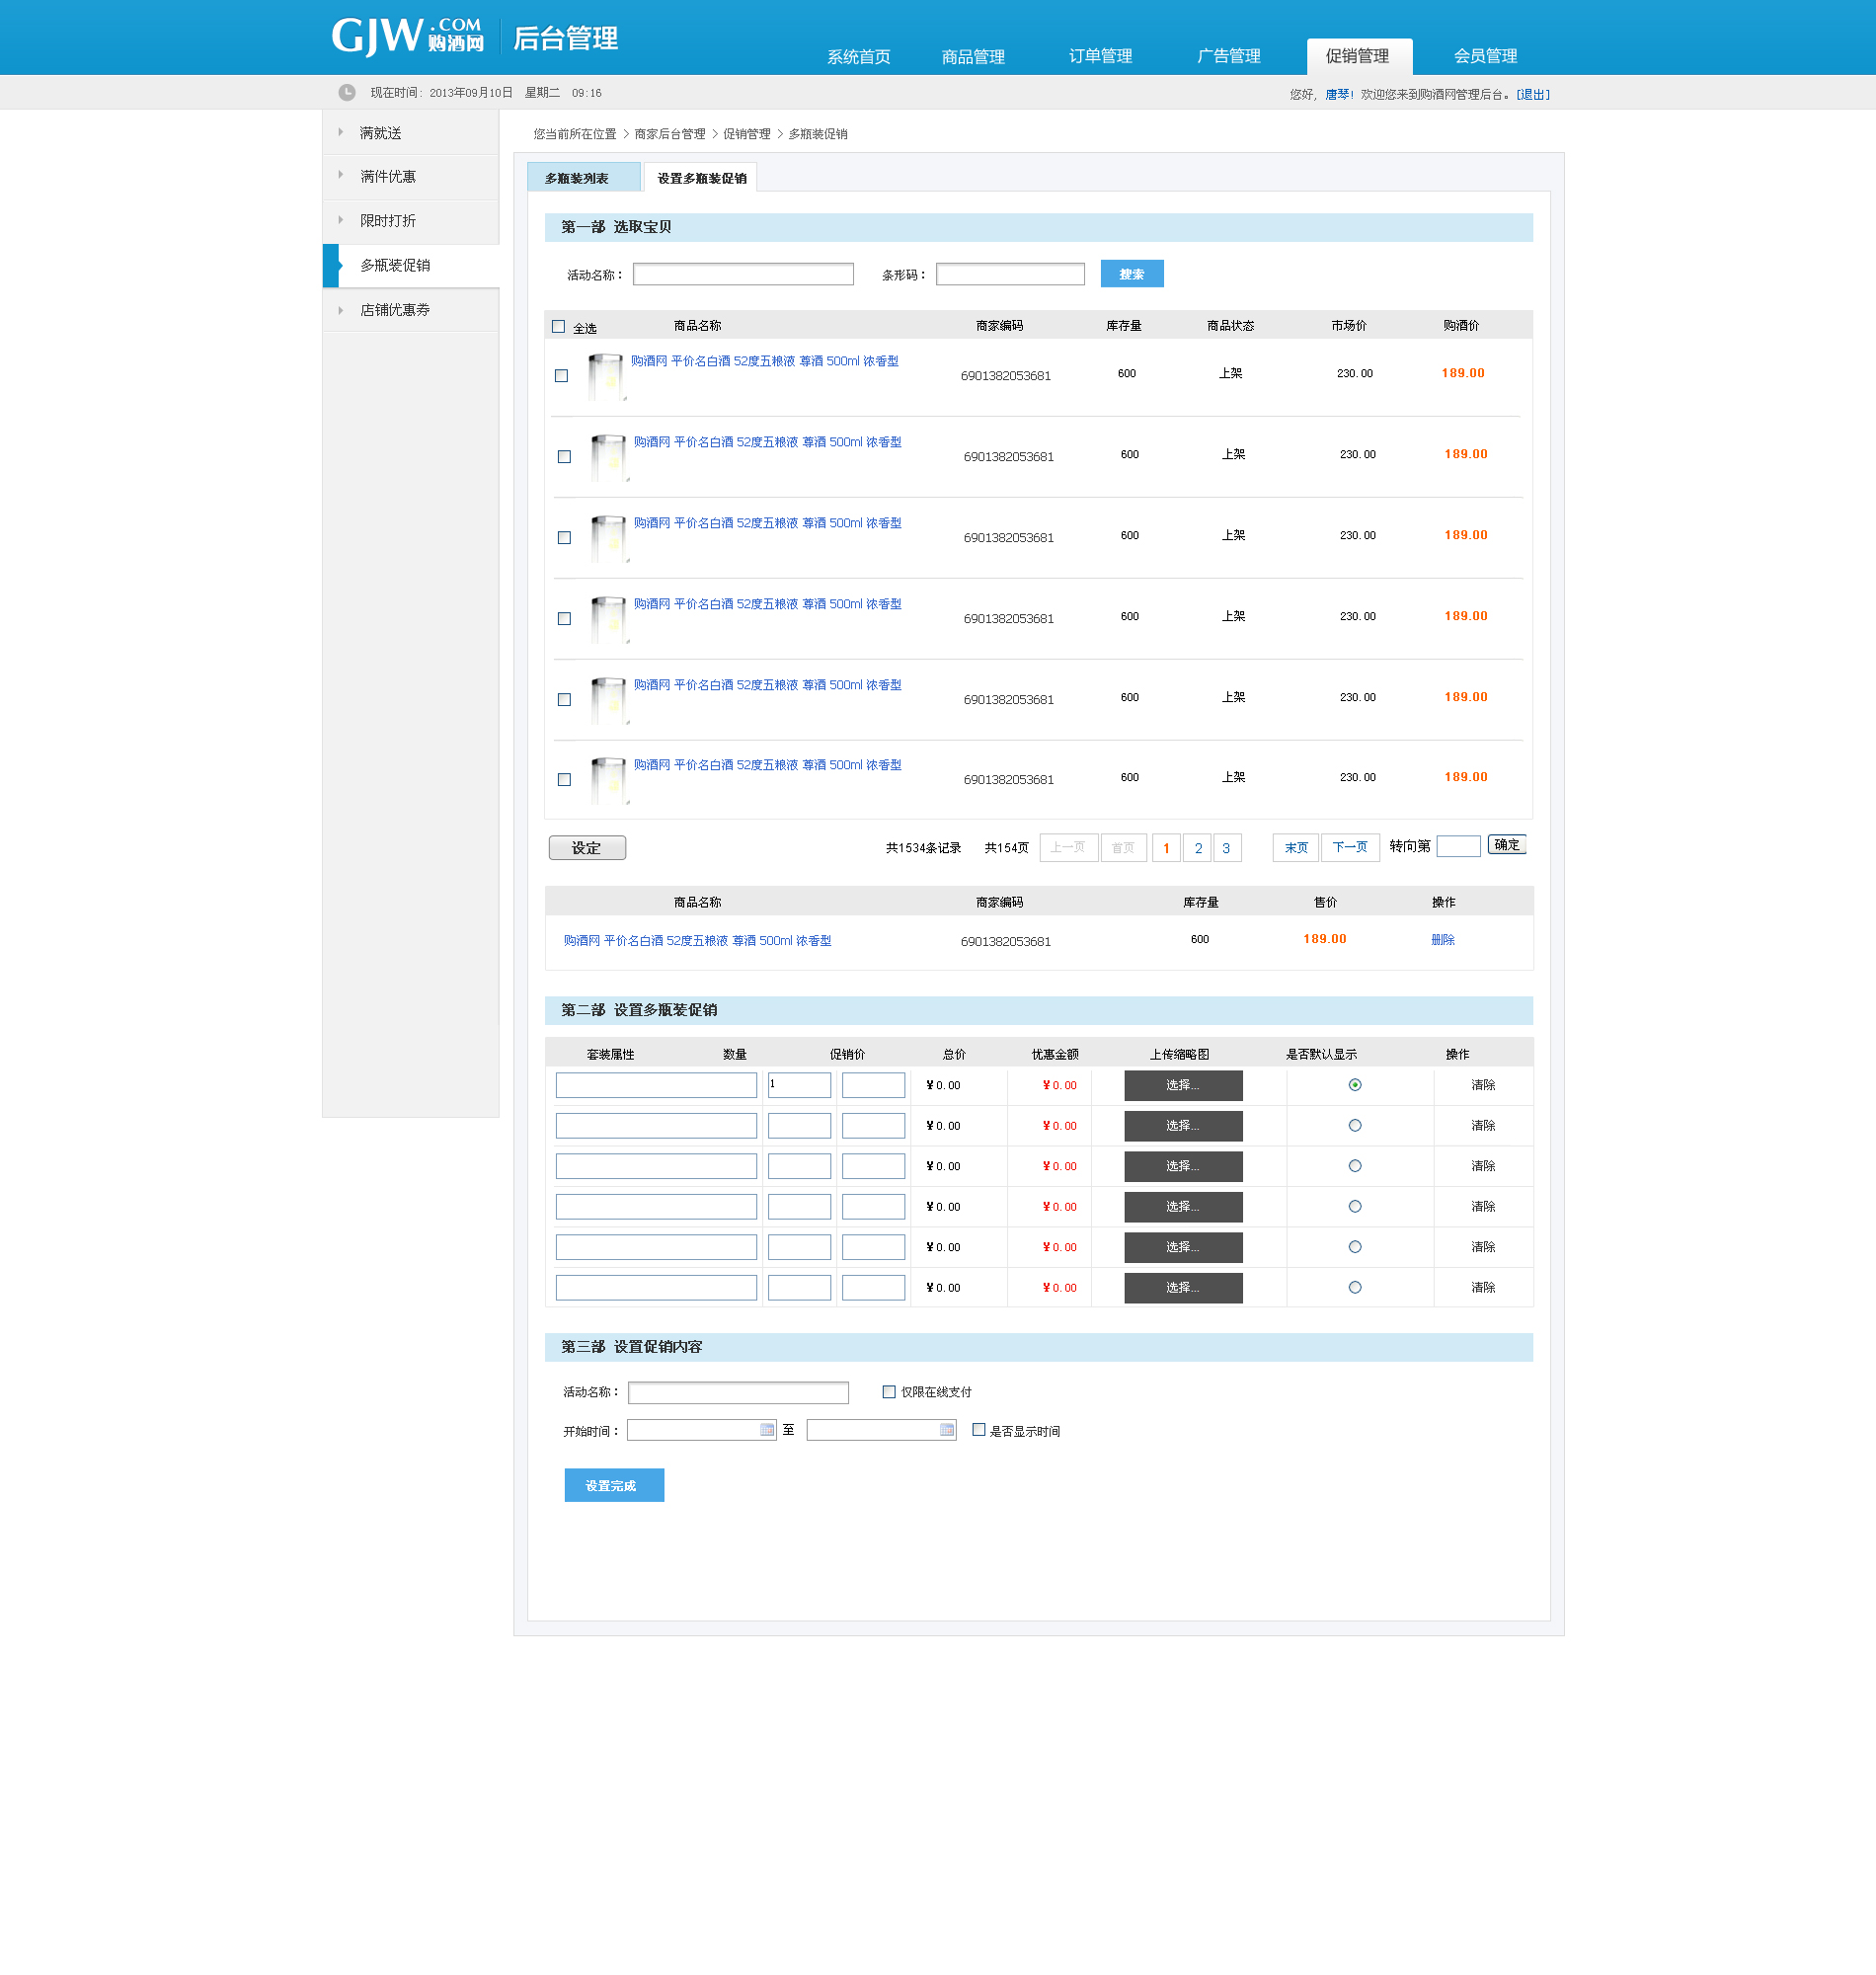 GJW.COM 购酒网 后台管理
系统首页 商品管理 订单管理 广告管理 促销管理 会员管理
现在时间：2013年09月10日 星期二 09:16
您好，唐琴！欢迎您来到购酒网管理后台。[退出]
满就送
满件优惠
限时打折
多瓶装促销
店铺优惠券
您当前所在位置 > 商家后台管理 > 促销管理 > 多瓶装促销
多瓶装列表 设置多瓶装促销
第一部 选取宝贝
活动名称： 条形码： 搜索
全选 商品名称 商家编码 库存量 商品状态 市场价 购酒价
购酒网 平价名白酒 52度五粮液 尊酒 500ml 浓香型 6901382053681 600 上架 230.00 189.00
购酒网 平价名白酒 52度五粮液 尊酒 500ml 浓香型 6901382053681 600 上架 230.00 189.00
购酒网 平价名白酒 52度五粮液 尊酒 500ml 浓香型 6901382053681 600 上架 230.00 189.00
购酒网 平价名白酒 52度五粮液 尊酒 500ml 浓香型 6901382053681 600 上架 230.00 189.00
购酒网 平价名白酒 52度五粮液 尊酒 500ml 浓香型 6901382053681 600 上架 230.00 189.00
购酒网 平价名白酒 52度五粮液 尊酒 500ml 浓香型 6901382053681 600 上架 230.00 189.00
设定 共1534条记录 共154页 上一页 首页 1 2 3 末页 下一页 转向第 确定
商品名称 商家编码 库存量 售价 操作
购酒网 平价名白酒 52度五粮液 尊酒 500ml 浓香型 6901382053681 600 189.00 删除
第二部 设置多瓶装促销
套装属性 数量 促销价 总价 优惠金额 上传缩略图 是否默认显示 操作
1 ¥0.00 ¥0.00 选择... 清除
¥0.00 ¥0.00 选择... 清除
¥0.00 ¥0.00 选择... 清除
¥0.00 ¥0.00 选择... 清除
¥0.00 ¥0.00 选择... 清除
¥0.00 ¥0.00 选择... 清除
第三部 设置促销内容
活动名称： 仅限在线支付
开始时间： 至 是否显示时间
设置完成